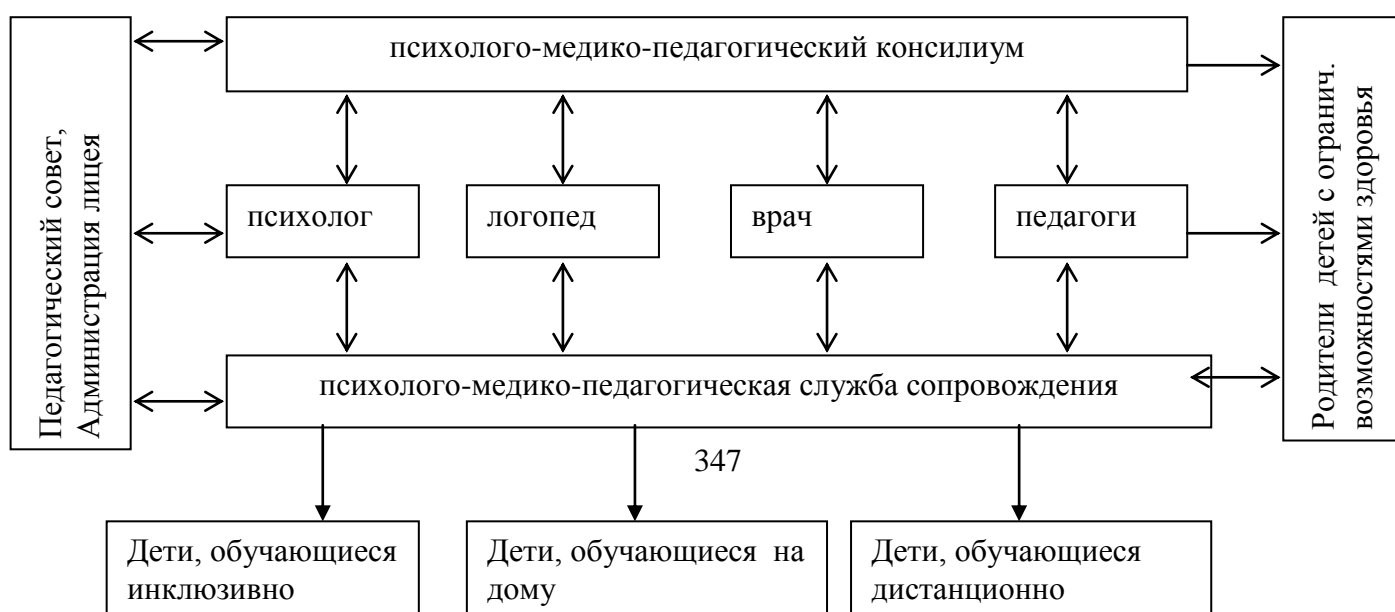 психолого-медико-педагогический консилиум
Педагогический совет,
Администрация лицея
Родители детей с огранич.
возможностями здоровья
психолог
логопед
врач
педагоги
психолого-медико-педагогическая служба сопровождения
347
Дети, обучающиеся
инклюзивно
Дети, обучающиеся на
дому
Дети, обучающиеся
дистанционно